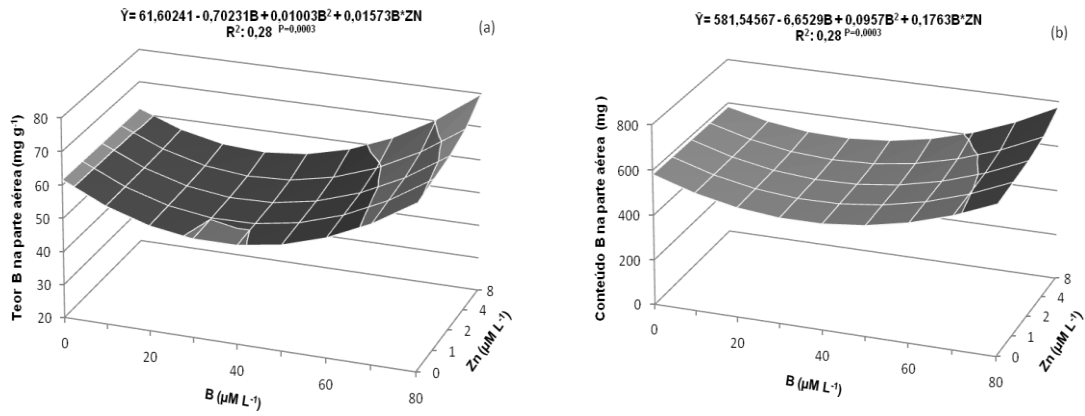 Ŷ= 61,60241 - 0,70231B + 0,01003B² + 0,01573B*ZN
R²: 0,28 P=0,0003
(a)
Teor B na parte aérea (mg g⁻¹)
80
70
60
50
40
30
20
0
20
40
60
80
B (µM L⁻¹)
0
1
2
4
8
Zn (µM L⁻¹)
Ŷ= 581,54567 - 6,6529B + 0,0957B² + 0,1763B*ZN
R²: 0,28 P=0,0003
(b)
Conteúdo B na parte aérea (mg)
800
600
400
200
0
0
20
40
60
80
B (µM L⁻¹)
0
1
2
4
8
Zn (µM L⁻¹)